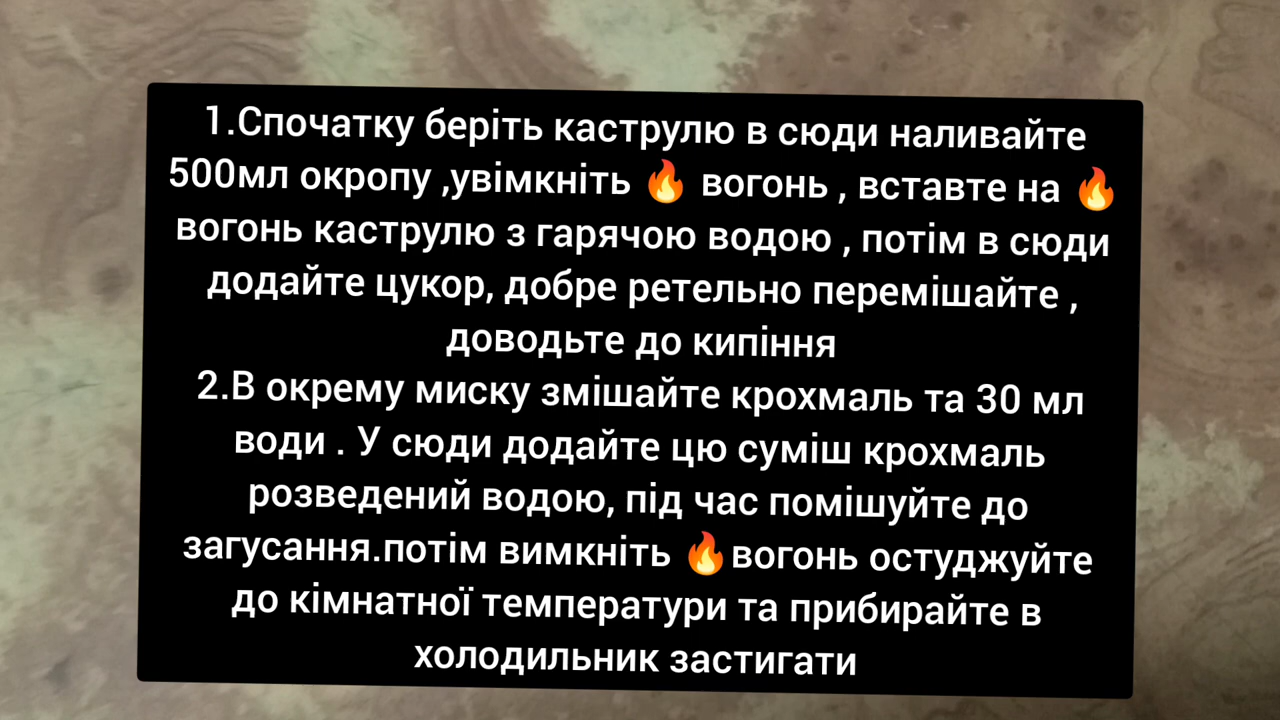 1.Спочатку беріть каструлю в сюди наливайте
500мл окропу ,увімкніть 🔥 вогонь , вставте на 🔥
вогонь каструлю з гарячою водою , потім в сюди
додайте цукор, добре ретельно перемішайте ,
доводьте до кипіння
2.В окрему миску змішайте крохмаль та 30 мл
води . У сюди додайте цю суміш крохмаль
розведений водою, під час помішуйте до
загусання.потім вимкніть 🔥вогонь остуджуйте
до кімнатної температури та прибирайте в
холодильник застигати